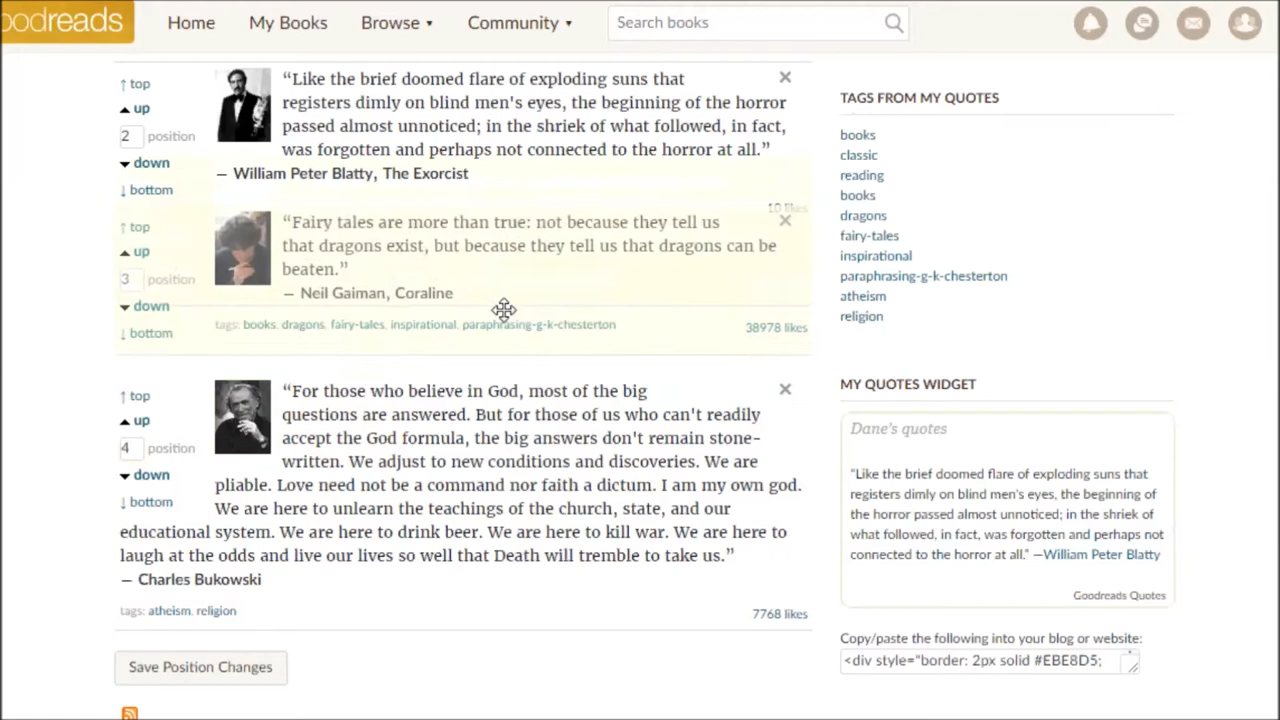 oodreads
Home
My Books
Browse ▾
Community ▾
Search books
↑ top
▲ up
2 position
▼ down
↓ bottom
“Like the brief doomed flare of exploding suns that
registers dimly on blind men's eyes, the beginning of the horror
passed almost unnoticed; in the shriek of what followed, in fact,
was forgotten and perhaps not connected to the horror at all.”
— William Peter Blatty, The Exorcist
10 likes
↑ top
▲ up
3 position
▼ down
↓ bottom
“Fairy tales are more than true: not because they tell us
that dragons exist, but because they tell us that dragons can be
beaten.”
— Neil Gaiman, Coraline
tags: books, dragons, fairy-tales, inspirational, paraphrasing-g-k-chesterton
38978 likes
↑ top
▲ up
4 position
▼ down
↓ bottom
“For those who believe in God, most of the big
questions are answered. But for those of us who can't readily
accept the God formula, the big answers don't remain stone-
written. We adjust to new conditions and discoveries. We are
pliable. Love need not be a command nor faith a dictum. I am my own god.
We are here to unlearn the teachings of the church, state, and our
educational system. We are here to drink beer. We are here to kill war. We are here to
laugh at the odds and live our lives so well that Death will tremble to take us.”
— Charles Bukowski
tags: atheism, religion
7768 likes
Save Position Changes
TAGS FROM MY QUOTES
books
classic
reading
books
dragons
fairy-tales
inspirational
paraphrasing-g-k-chesterton
atheism
religion
MY QUOTES WIDGET
Dane's quotes
“Like the brief doomed flare of exploding suns that
registers dimly on blind men's eyes, the beginning of
the horror passed almost unnoticed; in the shriek of
what followed, in fact, was forgotten and perhaps not
connected to the horror at all.” —William Peter Blatty
Goodreads Quotes
Copy/paste the following into your blog or website:
<div style="border: 2px solid #EBE8D5;